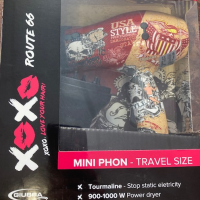 XOXO
ROUTE 66
XOXO: LOVE YOUR HAIR!
USA
STYLE
MINI PHON - TRAVEL SIZE
Tourmaline - Stop static eletricity
900-1000 W Power dryer
GIUBRA